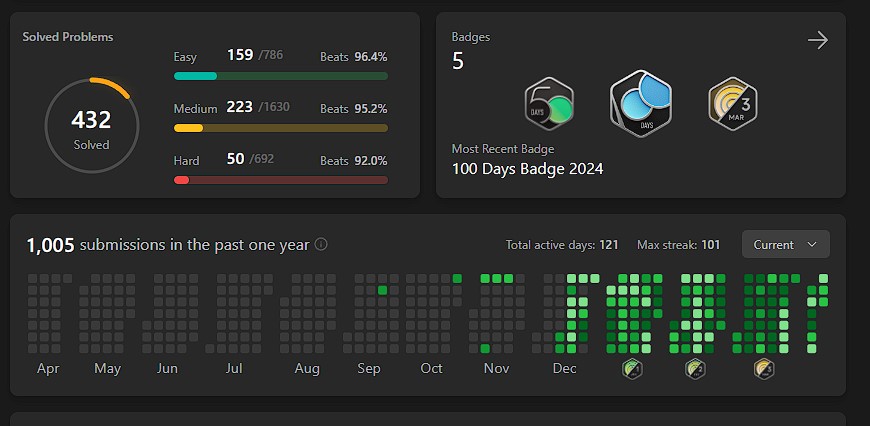 Solved Problems
432
Solved
Easy 159 /786 Beats 96.4%
Medium 223 /1630 Beats 95.2%
Hard 50 /692 Beats 92.0%
Badges
5
DAYS
DAYS
3
MAR
Most Recent Badge
100 Days Badge 2024
1,005 submissions in the past one year
Total active days: 121 Max streak: 101 Current
Apr May Jun Jul Aug Sep Oct Nov Dec